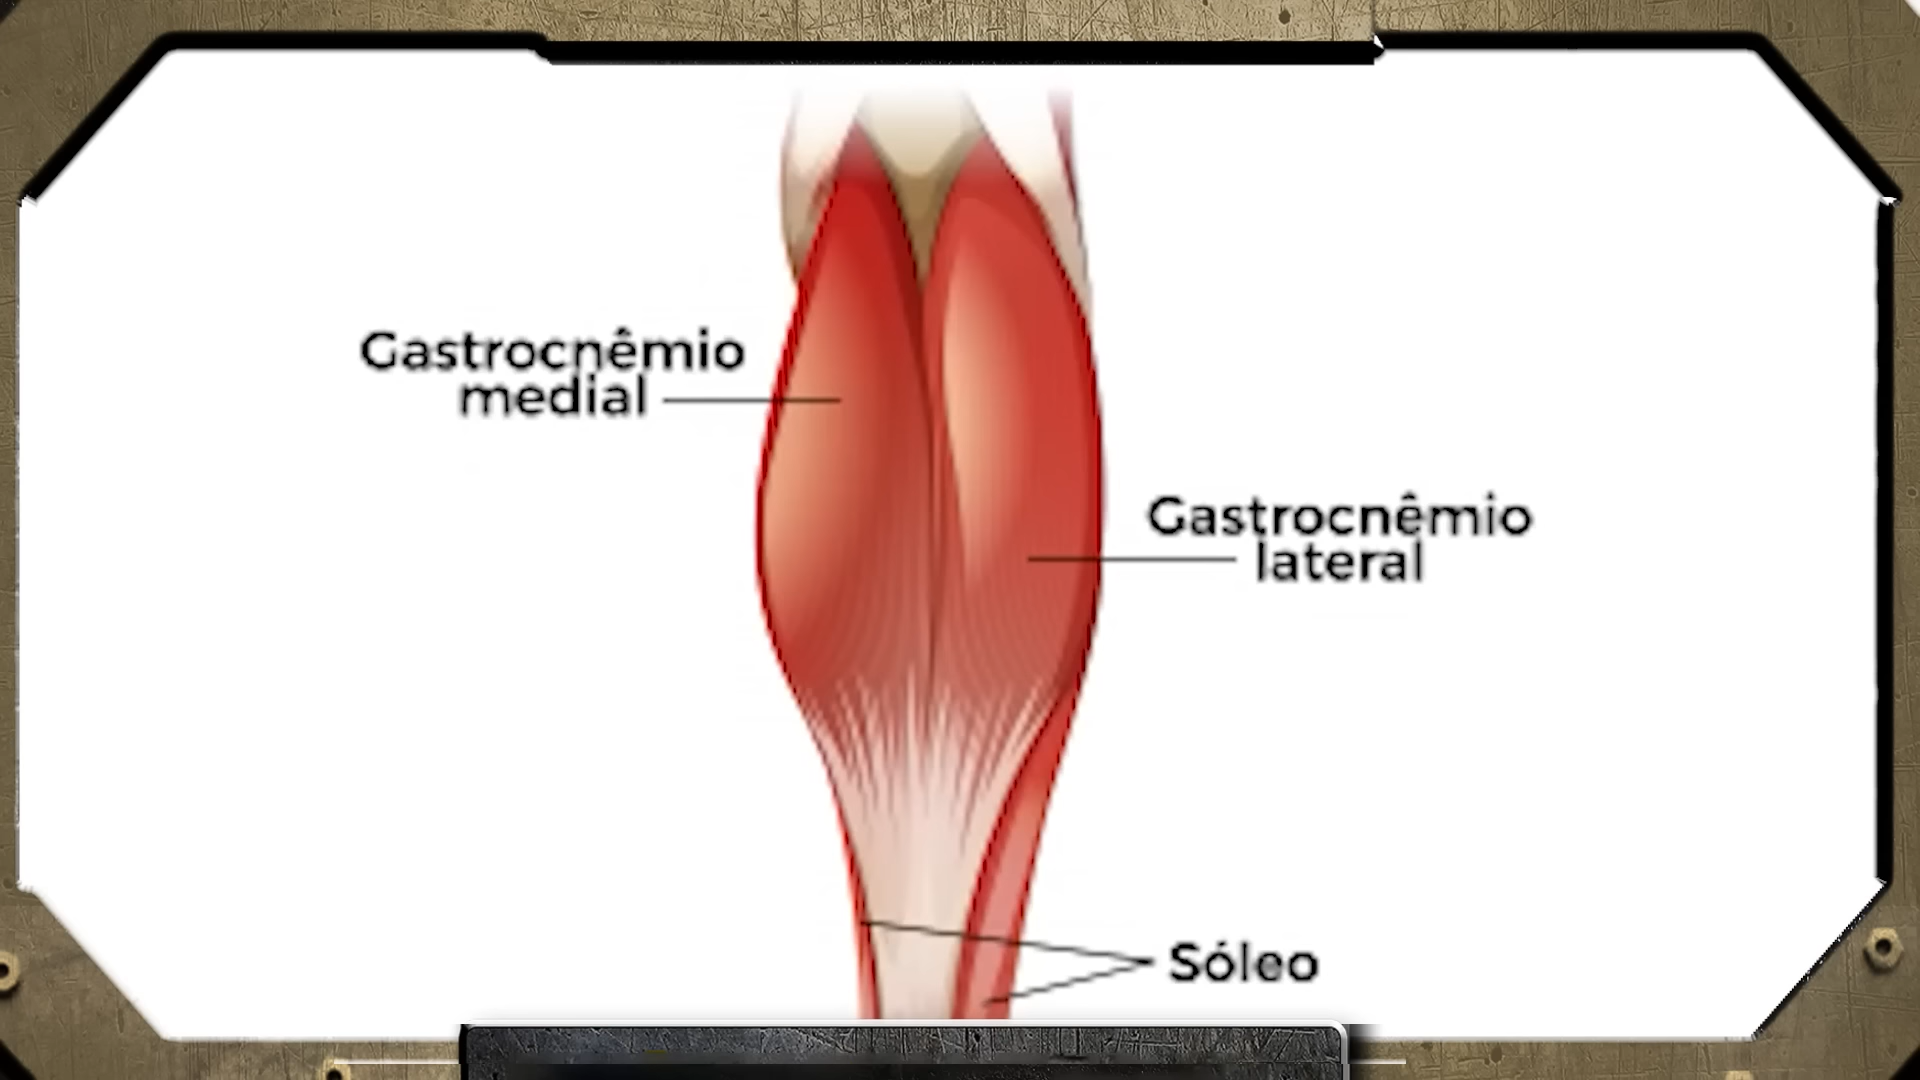 Gastrocnêmio
medial
Gastrocnêmio
lateral
Sóleo